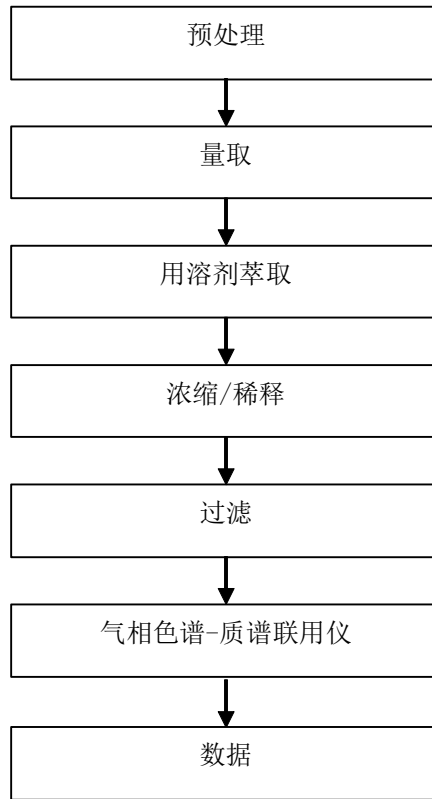 预处理
量取
用溶剂萃取
浓缩/稀释
过滤
气相色谱-质谱联用仪
数据